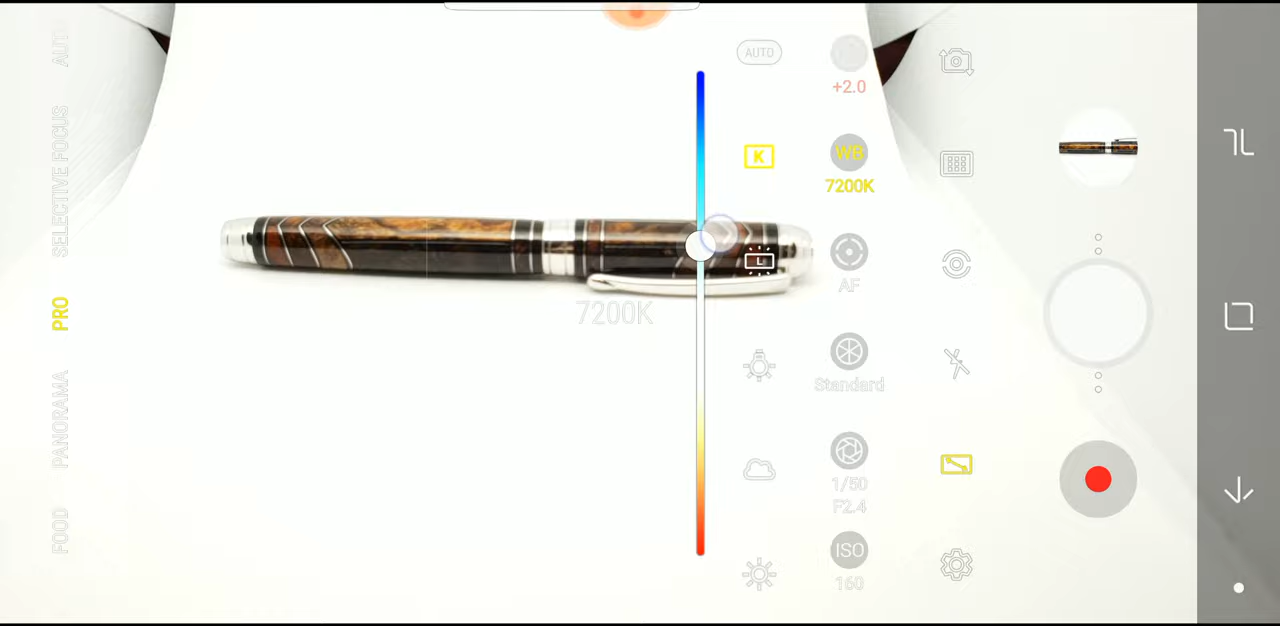 AUTO
SELECTIVE FOCUS
PRO
PANORAMA
FOOD
7200K
AUTO
K
L
+2.0
WB
7200K
AF
Standard
1/50
F2.4
ISO
160